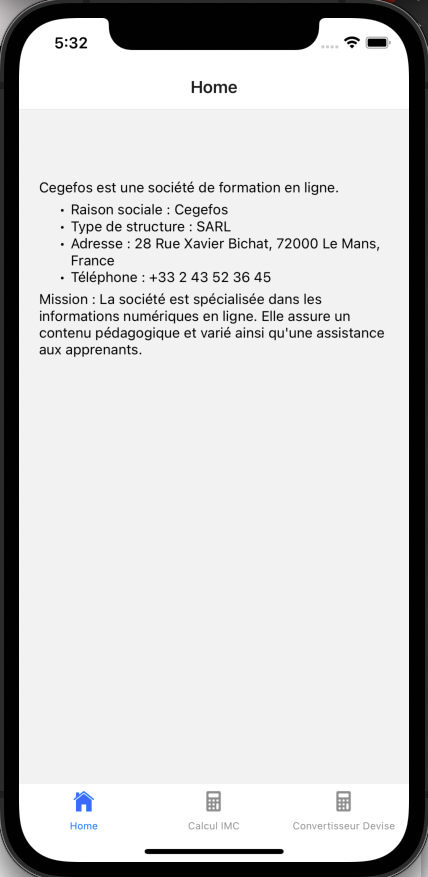 5:32
Home
Cegefos est une société de formation en ligne.
• Raison sociale : Cegefos
• Type de structure : SARL
• Adresse : 28 Rue Xavier Bichat, 72000 Le Mans,
France
• Téléphone : +33 2 43 52 36 45
Mission : La société est spécialisée dans les
informations numériques en ligne. Elle assure un
contenu pédagogique et varié ainsi qu'une assistance
aux apprenants.
Home
Calcul IMC
Convertisseur Devise